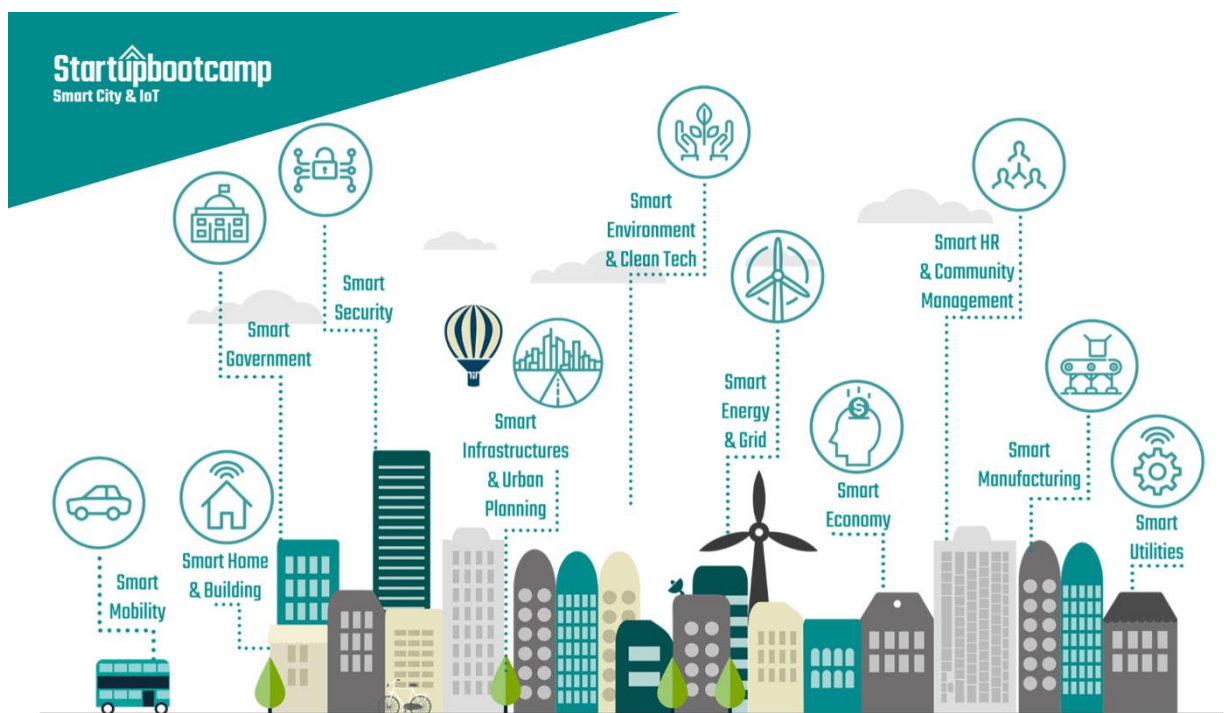 Startupbootcamp
Smart City & IoT
Smart
Government
Smart
Security
Smart
Environment
& Clean Tech
Smart HR
& Community
Management
Smart
Infrastructures
& Urban
Planning
Smart
Energy
& Grid
Smart
Mobility
Smart Home
& Building
Smart
Economy
Smart
Manufacturing
Smart
Utilities